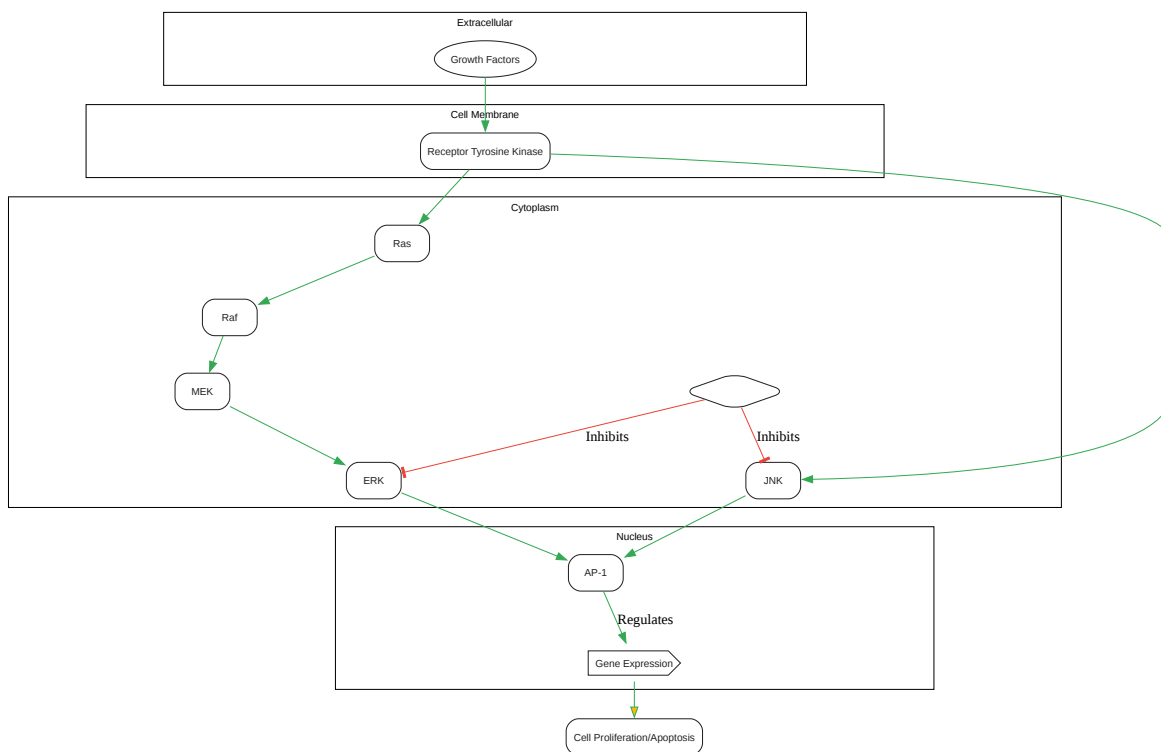 Extracellular
Growth Factors
Cell Membrane
Receptor Tyrosine Kinase
Cytoplasm
Ras
Raf
MEK
Inhibits
Inhibits
ERK
JNK
Nucleus
AP-1
Regulates
Gene Expression
Cell Proliferation/Apoptosis